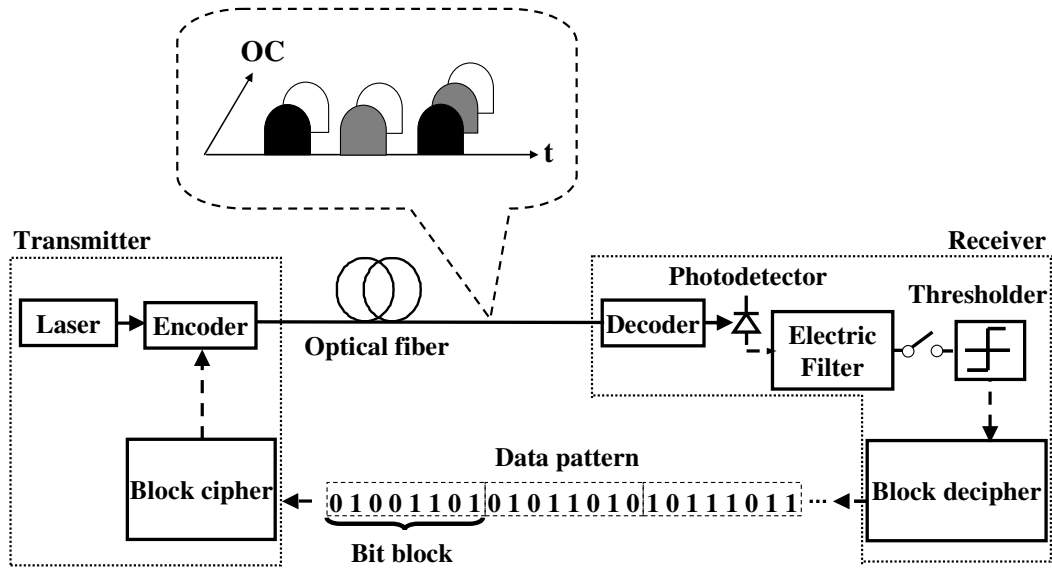 OC
t
Transmitter
Receiver
Photodetector
Thresholder
Laser
Encoder
Optical fiber
Decoder
Electric
Filter
Data pattern
Block cipher
0 1 0 0 1 1 0 1 0 1 0 1 1 0 1 0 1 0 1 1 1 0 1 1 ...
Block decipher
Bit block